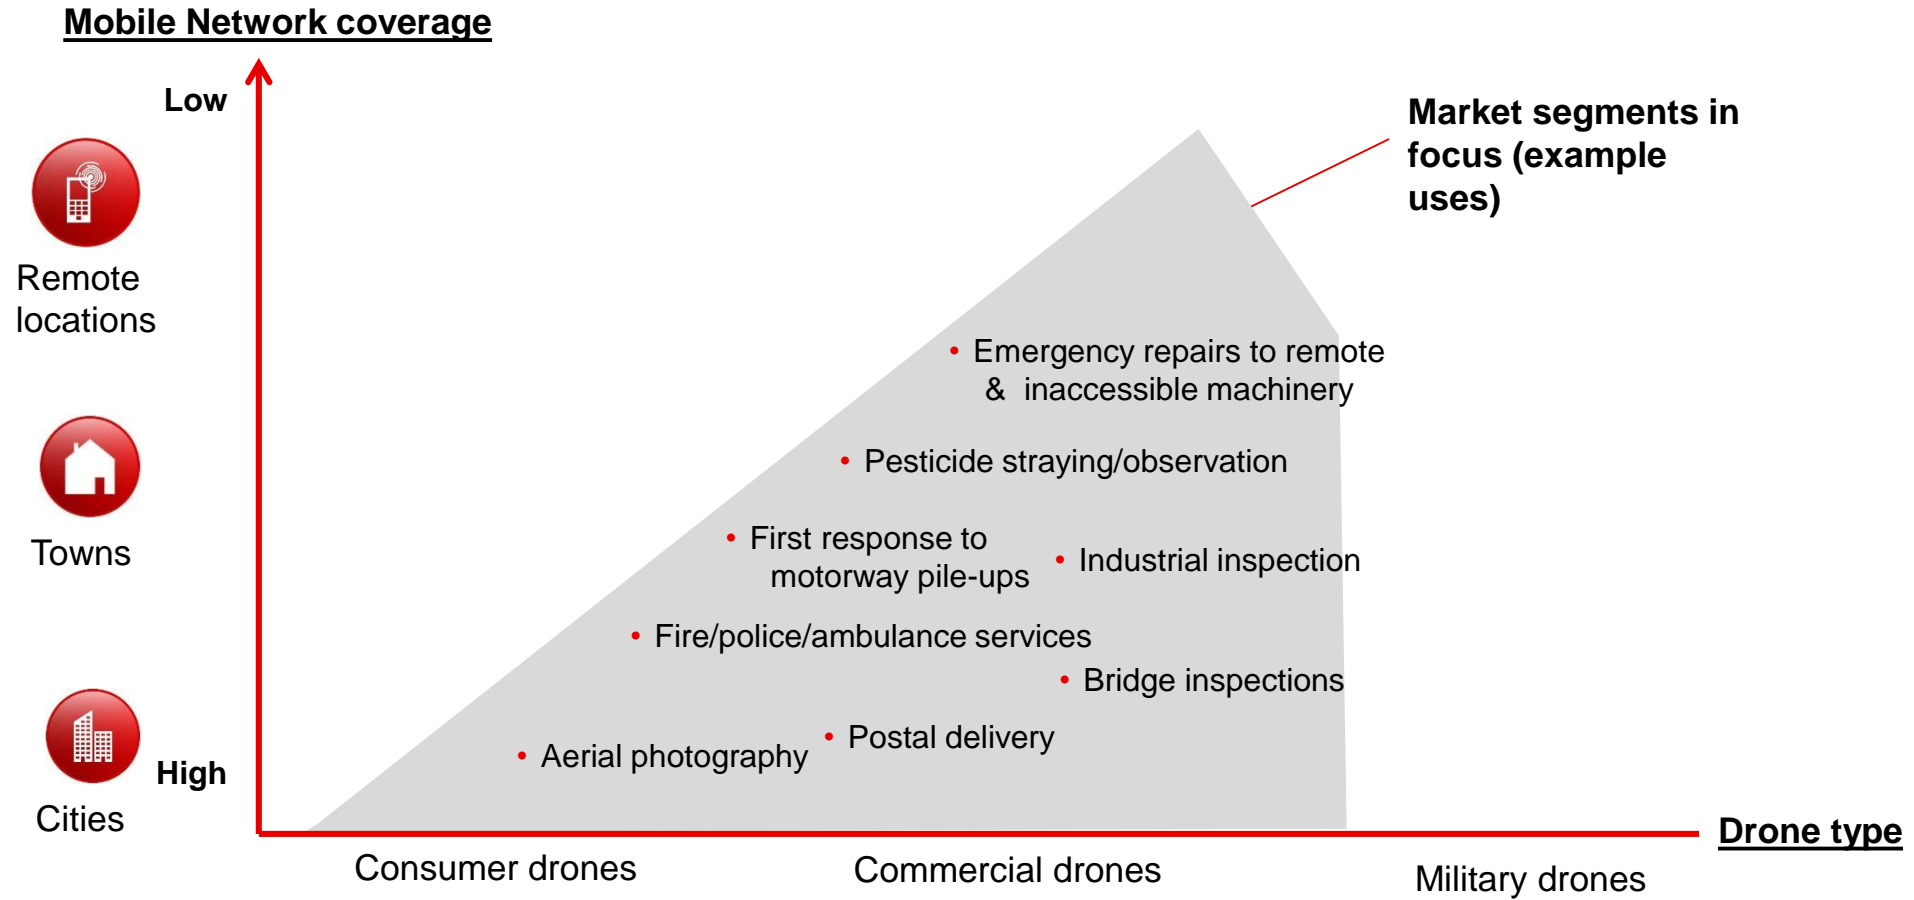 Mobile Network coverage
Low
Market segments in
focus (example
uses)
Remote
locations
• Emergency repairs to remote
& inaccessible machinery
• Pesticide straying/observation
Towns
• First response to
motorway pile-ups
• Industrial inspection
• Fire/police/ambulance services
• Bridge inspections
• Postal delivery
• Aerial photography
High
Cities
Drone type
Consumer drones
Commercial drones
Military drones